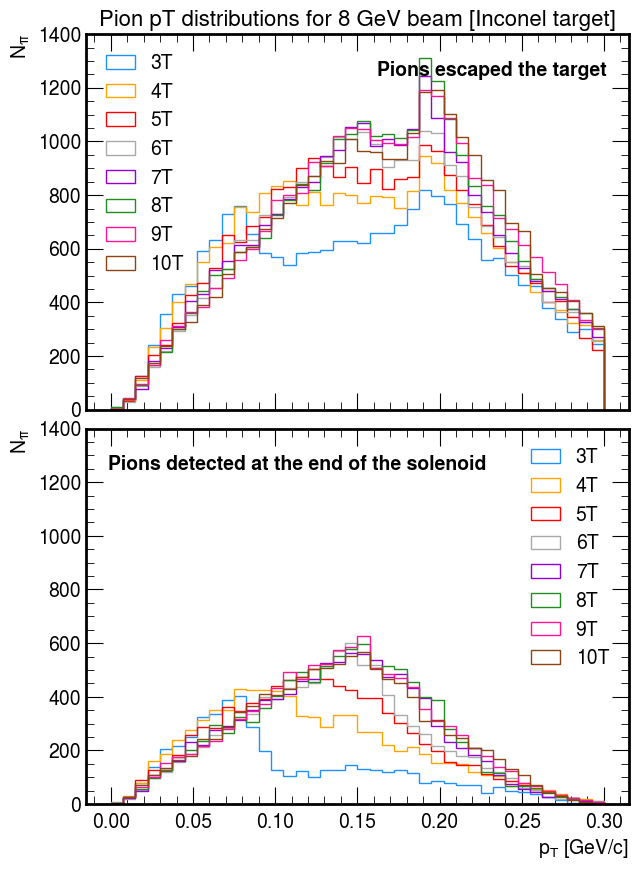 Pion pT distributions for 8 GeV beam [Inconel target]
Nπ
1400
1200
1000
800
600
400
200
0
Pions escaped the target
3T
4T
5T
6T
7T
8T
9T
10T
Nπ
1400
1200
1000
800
600
400
200
0
Pions detected at the end of the solenoid
3T
4T
5T
6T
7T
8T
9T
10T
0.00 0.05 0.10 0.15 0.20 0.25 0.30
pT [GeV/c]